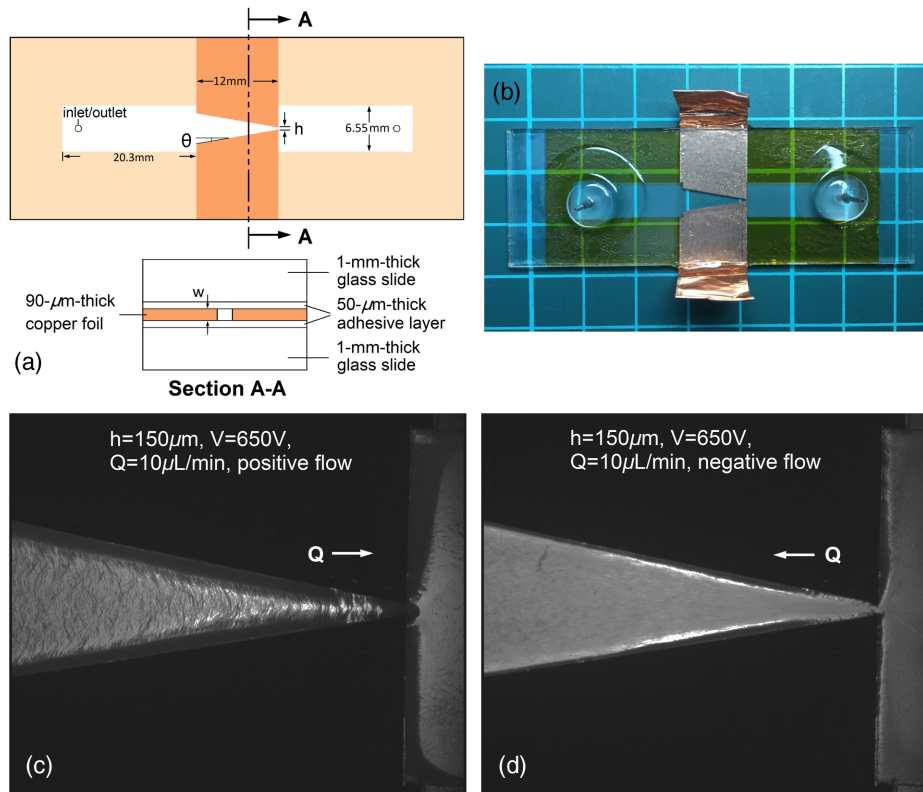 A
12mm
inlet/outlet
h
6.55mm
θ
20.3mm
A
1-mm-thick
glass slide
w
90-μm-thick
copper foil
50-μm-thick
adhesive layer
1-mm-thick
glass slide
(a)
Section A-A
(b)
h=150μm, V=650V,
Q=10μL/min, positive flow
Q
(c)
h=150μm, V=650V,
Q=10μL/min, negative flow
Q
(d)